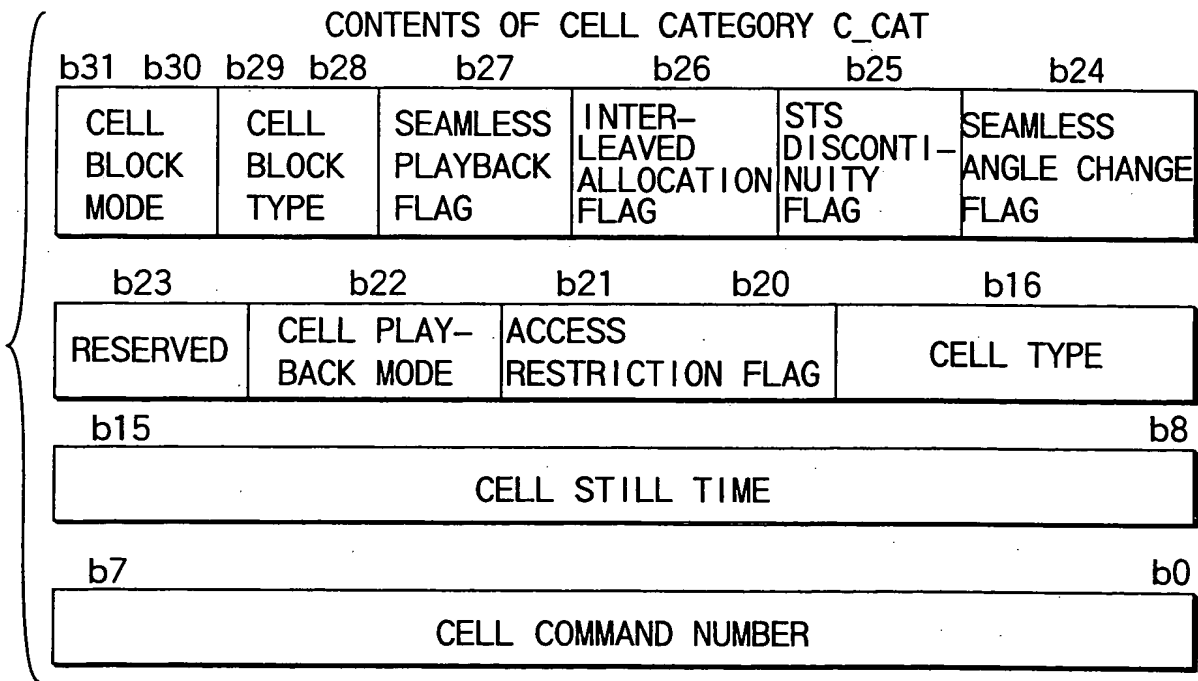 CONTENTS OF CELL CATEGORY C_CAT
b31 b30 b29 b28 b27 b26 b25 b24
CELL BLOCK MODE
CELL BLOCK TYPE
SEAMLESS PLAYBACK FLAG
INTER-
LEAVED
ALLOCATION
FLAG
STS
DISCONTI-
NUITY
FLAG
SEAMLESS
ANGLE CHANGE
FLAG
b23 b22 b21 b20 b16
RESERVED
CELL PLAY-
BACK MODE
ACCESS
RESTRICTION FLAG
CELL TYPE
b15 b8
CELL STILL TIME
b7 b0
CELL COMMAND NUMBER